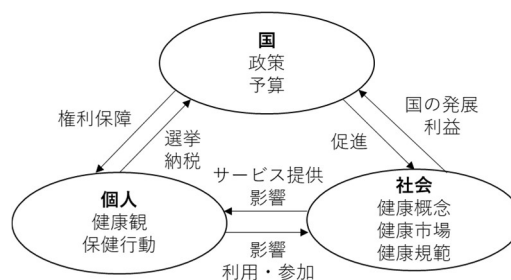 国
政策
予算
権利保障
選挙
納税
促進
国の発展
利益
個人
健康観
保健行動
サービス提供
影響
影響
利用・参加
社会
健康概念
健康市場
健康規範